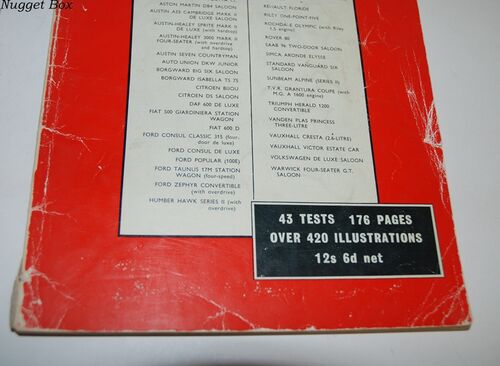 Nugget Box
ASTON MARTIN DB4 SALOON
AUSTIN A55 CAMBRIDGE MARK II
DE LUXE SALOON
AUSTIN-HEALEY SPRITE MARK II
DE LUXE (with hardtop)
AUSTIN-HEALEY 3000 MARK II
FOUR-SEATER (with overdrive
and hardtop)
AUSTIN SEVEN COUNTRYMAN
AUTO UNION DKW JUNIOR
BORGWARD BIG SIX SALOON
BORGWARD ISABELLA TS 75
CITROEN BIJOU
CITROEN DS SALOON
DAF 600 DE LUXE
FIAT 500 GIARDINIERA STATION
WAGON
FIAT 600 D
FORD CONSUL CLASSIC 315 (four-
door de luxe)
FORD CONSUL DE LUXE
FORD POPULAR (100E)
FORD TAUNUS 17M STATION
WAGON (four-speed)
FORD ZEPHYR CONVERTIBLE
(with overdrive)
HUMBER HAWK SERIES II (with
overdrive)
RENAULT FLORIDE
RILEY ONE-POINT-FIVE
ROCHDALE OLYMPIC (with Riley
1.5 engine)
ROVER 80
SAAB 96 TWO-DOOR SALOON
SIMCA ARONDE ELYSEE
STANDARD VANGUARD SIX
SALOON
SUNBEAM ALPINE (SERIES II)
T.V.R. GRANTURA COUPE (with
M.G. A 1600 engine)
TRIUMPH HERALD 1200
CONVERTIBLE
VANDEN PLAS PRINCESS
THREE-LITRE
VAUXHALL CRESTA (2.6-LITRE)
VAUXHALL VICTOR ESTATE CAR
VOLKSWAGEN DE LUXE SALOON
WARWICK FOUR-SEATER G.T.
SALOON
43 TESTS 176 PAGES
OVER 420 ILLUSTRATIONS
12s 6d net